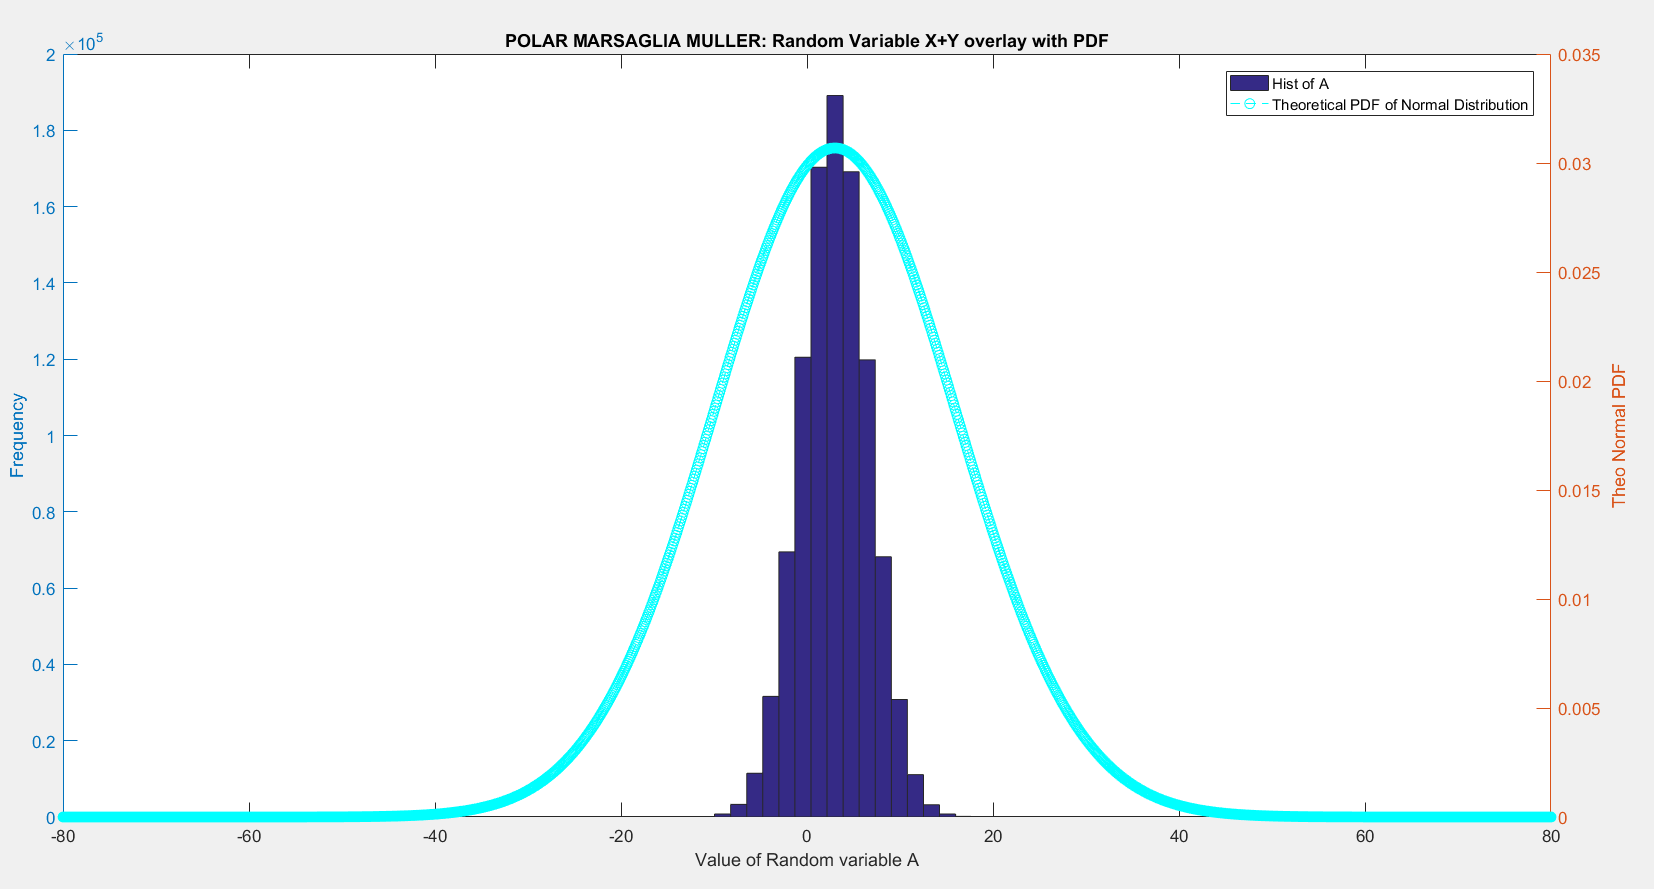 POLAR MARSAGLIA MULLER: Random Variable X+Y overlay with PDF
×10^5
2
1.8
1.6
1.4
1.2
1
0.8
0.6
0.4
0.2
0
Frequency
Hist of A
Theoretical PDF of Normal Distribution
0.035
0.03
0.025
0.02
0.015
0.01
0.005
0
Theo Normal PDF
-80 -60 -40 -20 0 20 40 60 80
Value of Random variable A